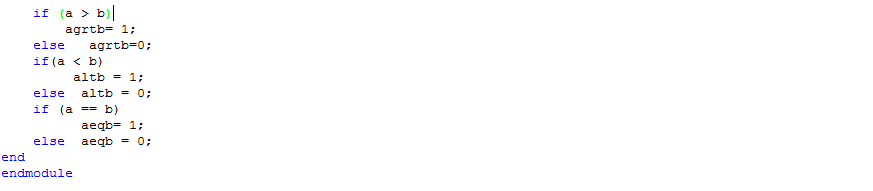 if (a > b)
agrtb= 1;
else   agrtb=0;
if(a < b)
altb = 1;
else  altb = 0;
if (a == b)
aeqb= 1;
else  aeqb = 0;
end
endmodule